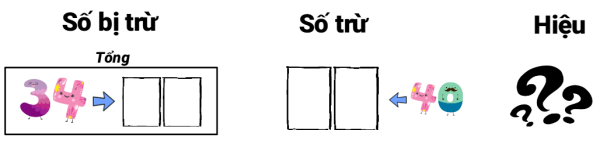 Số bị trừ
Số trừ
Hiệu
Tổng
34
40
???